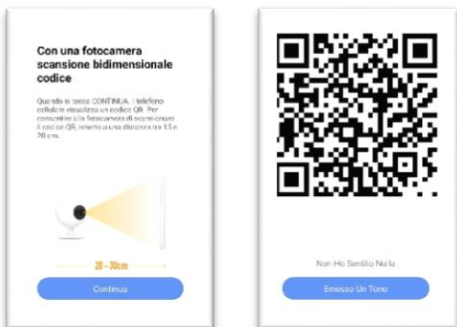 Con una fotocamera
scansione bidimensionale
codice
Quando si tocca CONTINUA, il telefono
cellulare visualizza un codice QR. Per
consentire alla fotocamera di scansionare
il codice QR, tenerlo a una distanza tra 15 e
20 cm.
20~30cm
Continua
Non Ho Sentito Nulla
Emesso Un Tono